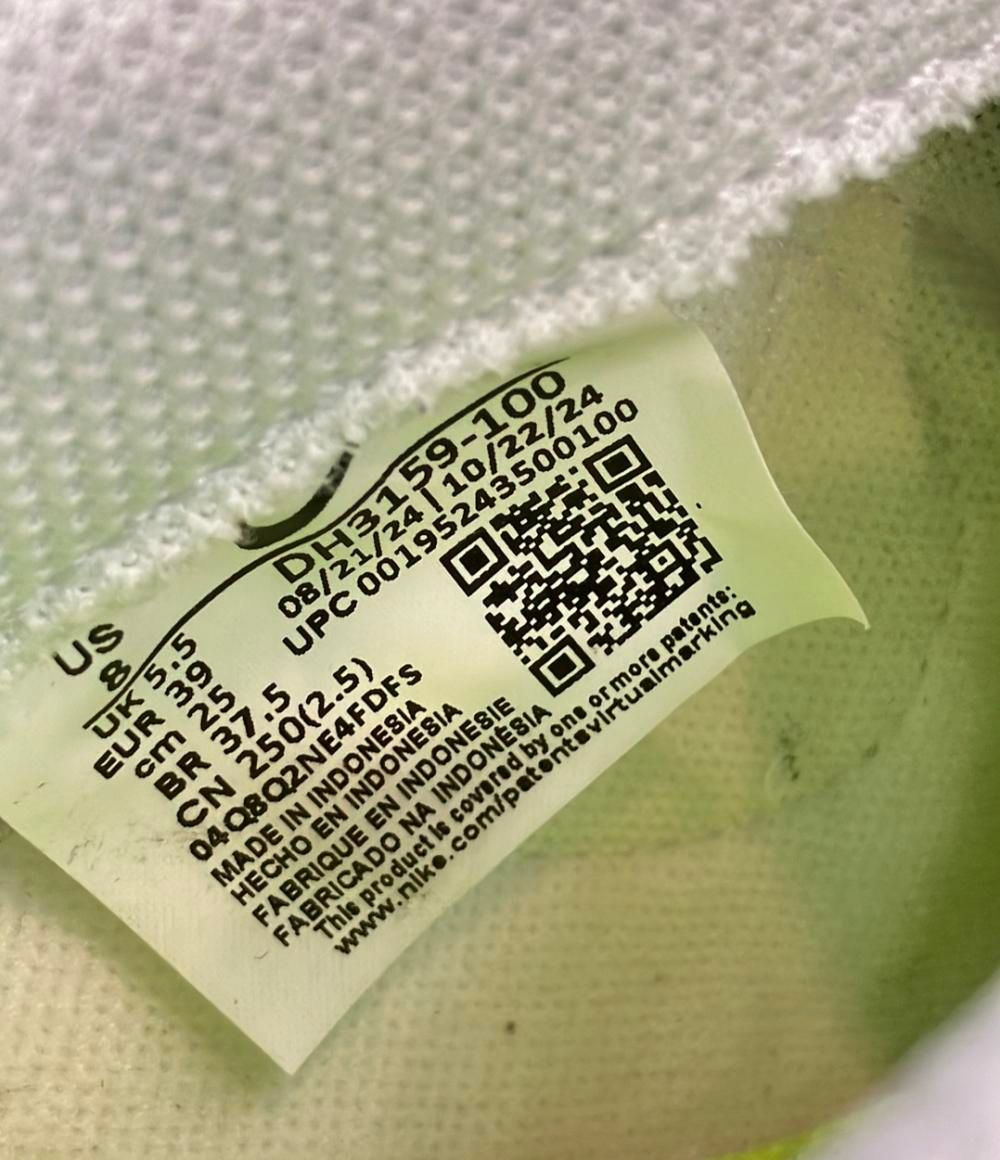 DH3159-100
08/21/24 | 10/22/24
UPC 00195243500100
US
8
UK 5.5
EUR 39
cm 25
BR 37.5
CN 250(2.5)
04Q8Q2NE4FDFS
MADE IN INDONESIA
HECHO EN INDONESIA
FABRIQUE EN INDONESIE
FABRICADO NA INDONÉSIA
This product is covered by one or more patents:
www.nike.com/patentavirtualmarking